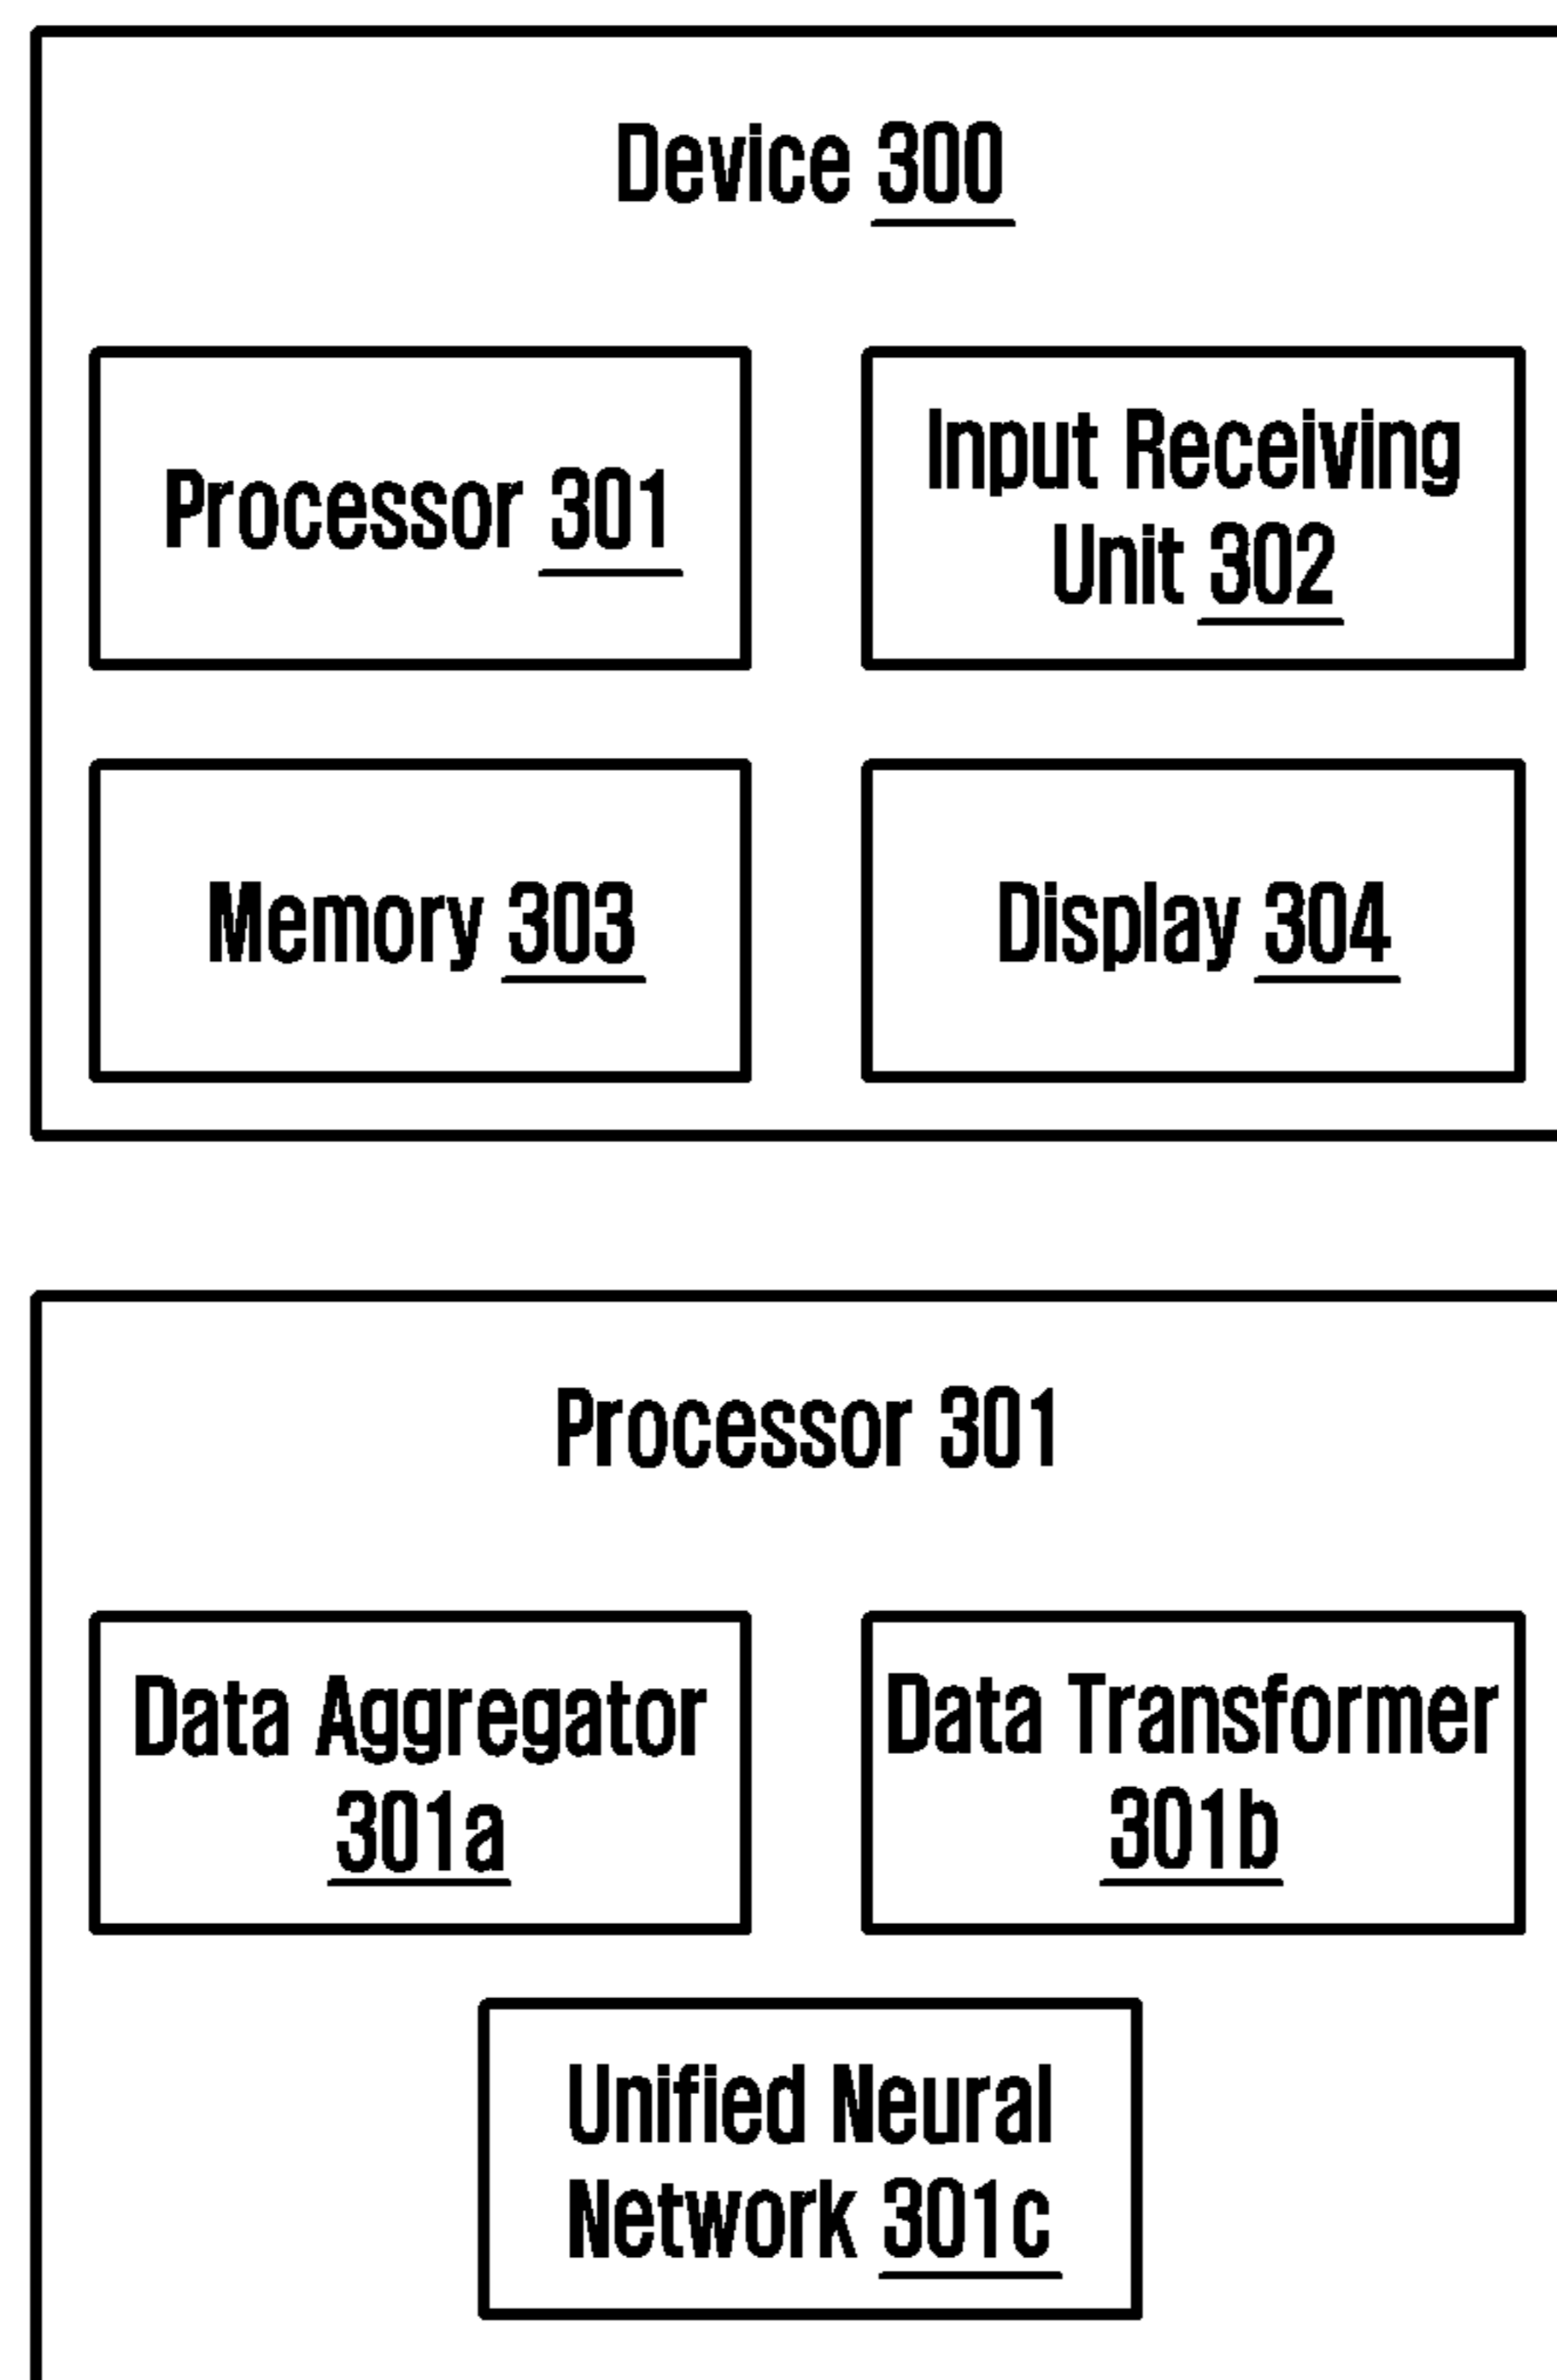 Device 300
Processor 301
Input Receiving
Unit 302
Memory 303
Display 304
Processor 301
Data Aggregator
301a
Data Transformer
301b
Unified Neural
Network 301c